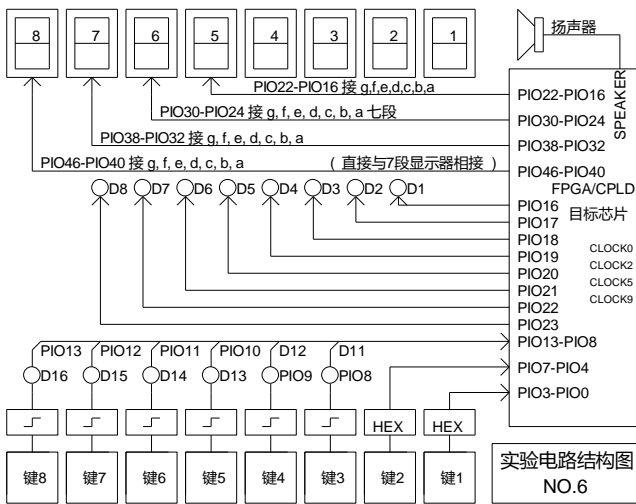 8 7 6 5 4 3 2 1
扬声器
SPEAKER
PIO22-PIO16 接 g,f,e,d,c,b,a
PIO22-PIO16
PIO30-PIO24 接 g, f, e, d, c, b, a 七段
PIO30-PIO24
PIO38-PIO32 接 g, f, e, d, c, b, a
PIO38-PIO32
PIO46-PIO40 接 g, f, e, d, c, b, a ( 直接与7段显示器相接 )
PIO46-PIO40
FPGA/CPLD
目标芯片
D8 D7 D6 D5 D4 D3 D2 D1
PIO16
PIO17
PIO18
PIO19
PIO20
PIO21
PIO22
PIO23
CLOCK0
CLOCK2
CLOCK5
CLOCK9
PIO13-PIO8
PIO7-PIO4
PIO3-PIO0
PIO13 PIO12 PIO11 PIO10 D12 D11
D16 D15 D14 D13 PIO9 PIO8
HEX HEX
键8 键7 键6 键5 键4 键3 键2 键1
实验电路结构图
NO.6